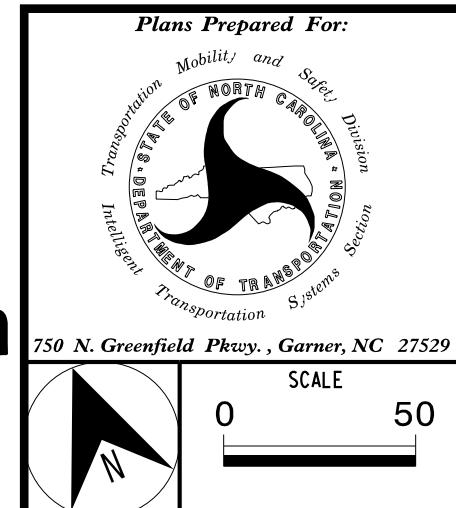 Plans Prepared For:
Transportation Mobility and Safety Division
STATE OF NORTH CAROLINA
DEPARTMENT OF TRANSPORTATION
Intelligent Transportation Systems Section
750 N. Greenfield Pkwy. , Garner, NC 27529
N
SCALE
0 50